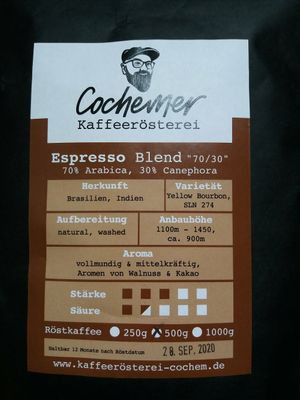 Cochemer
Kaffeerösterei
Espresso Blend "70/30"
70% Arabica, 30% Canephora
Herkunft
Brasilien, Indien
Varietät
Yellow Bourbon,
SLN 274
Aufbereitung
natural, washed
Anbauhöhe
1100m - 1450,
ca. 900m
Aroma
vollmundig & mittelkräftig,
Aromen von Walnuss & Kakao
Stärke
Säure
Röstkaffee 250g 500g 1000g
Haltbar 12 Monate nach Röstdatum
28. SEP. 2020
www.kaffeerösterei-cochem.de